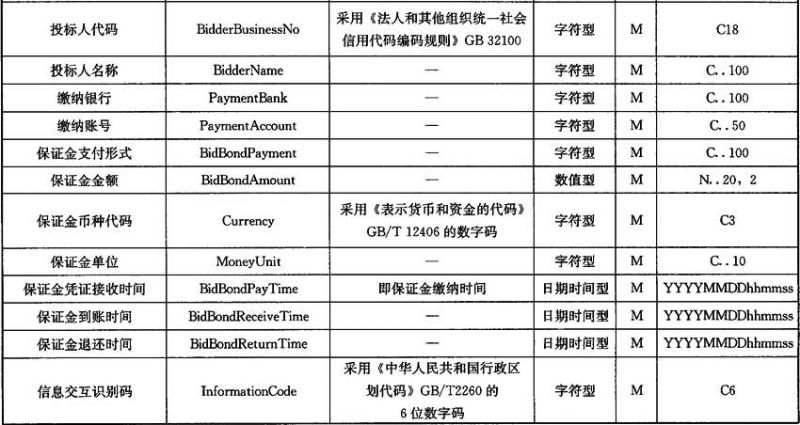 投标人代码 BidderBusinessNo 采用《法人和其他组织统一社会信用代码编码规则》GB 32100 字符型 M C18
投标人名称 BidderName — 字符型 M C..100
缴纳银行 PaymentBank — 字符型 M C..100
缴纳账号 PaymentAccount — 字符型 M C..50
保证金支付形式 BidBondPayment — 字符型 M C..100
保证金金额 BidBondAmount — 数值型 M N..20，2
保证金币种代码 Currency 采用《表示货币和资金的代码》GB/T 12406 的数字码 字符型 M C3
保证金单位 MoneyUnit — 字符型 M C..10
保证金凭证接收时间 BidBondPayTime 即保证金缴纳时间 日期时间型 M YYYYMMDDhhmmss
保证金到账时间 BidBondReceiveTime — 日期时间型 M YYYYMMDDhhmmss
保证金退还时间 BidBondReturnTime — 日期时间型 M YYYYMMDDhhmmss
信息交互识别码 InformationCode 采用《中华人民共和国行政区划代码》GB/T2260 的 6 位数字码 字符型 M C6